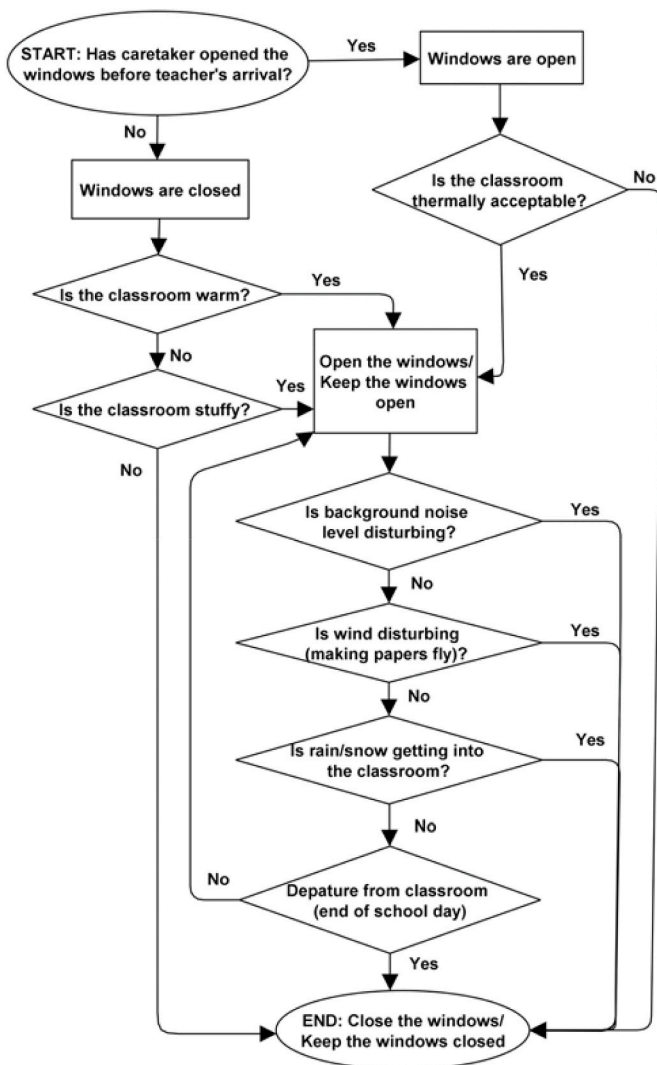 START: Has caretaker opened the
windows before teacher's arrival?
Yes
Windows are open
No
Windows are closed
Is the classroom
thermally acceptable?
No
Yes
Is the classroom warm?
Yes
No
Open the windows/
Keep the windows
open
Is the classroom stuffy?
Yes
No
Is background noise
level disturbing?
Yes
No
Is wind disturbing
(making papers fly)?
Yes
No
Is rain/snow getting into
the classroom?
Yes
No
Depature from classroom
(end of school day)
No
Yes
END: Close the windows/
Keep the windows closed